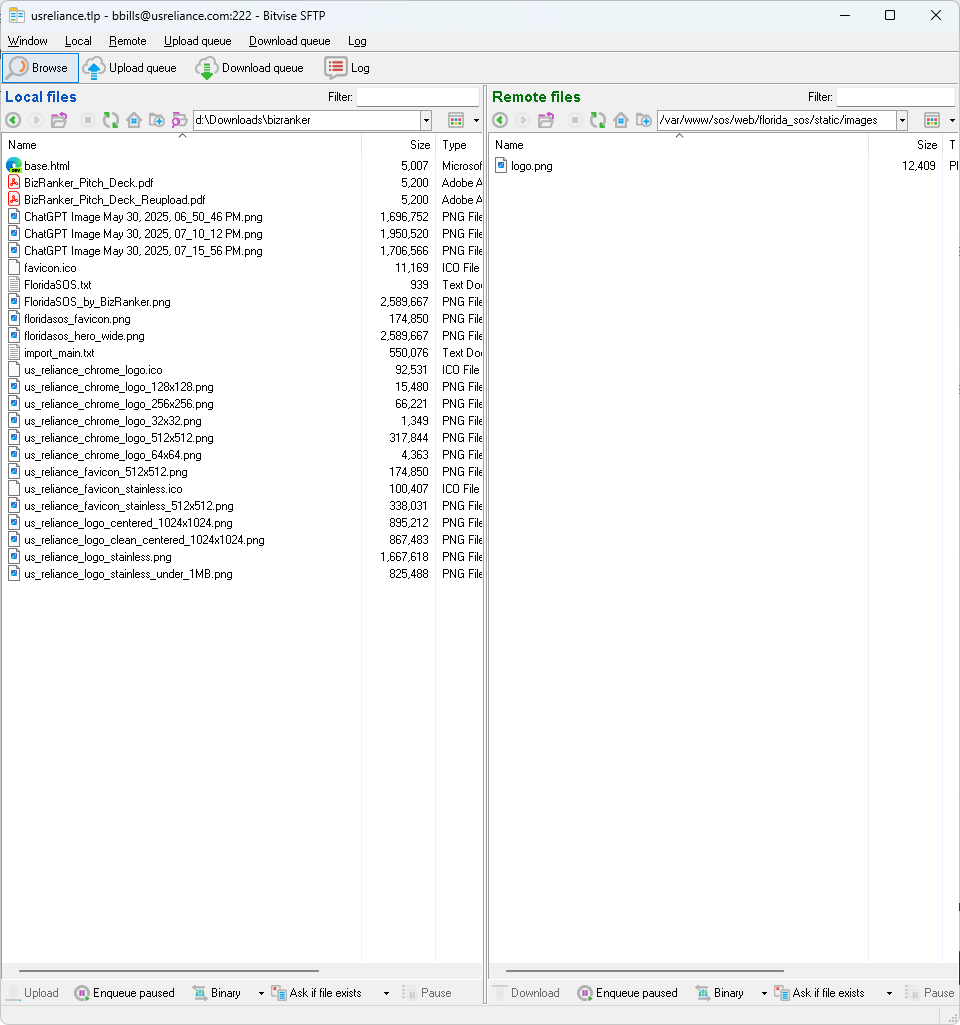 usreliance.tlp - bbills@usreliance.com:222 - Bitvise SFTP
Window Local Remote Upload queue Download queue Log
Browse Upload queue Download queue Log
Local files Filter:
d:\Downloads\bizranker
Name Size Type
base.html 5,007 Microsof
BizRanker_Pitch_Deck.pdf 5,200 Adobe A
BizRanker_Pitch_Deck_Reupload.pdf 5,200 Adobe A
ChatGPT Image May 30, 2025, 06_50_46 PM.png 1,696,752 PNG File
ChatGPT Image May 30, 2025, 07_10_12 PM.png 1,950,520 PNG File
ChatGPT Image May 30, 2025, 07_15_56 PM.png 1,706,566 PNG File
favicon.ico 11,169 ICO File
FloridaSOS.txt 939 Text Doc
FloridaSOS_by_BizRanker.png 2,589,667 PNG File
floridasos_favicon.png 174,850 PNG File
floridasos_hero_wide.png 2,589,667 PNG File
import_main.txt 550,076 Text Doc
us_reliance_chrome_logo.ico 92,531 ICO File
us_reliance_chrome_logo_128x128.png 15,480 PNG File
us_reliance_chrome_logo_256x256.png 66,221 PNG File
us_reliance_chrome_logo_32x32.png 1,349 PNG File
us_reliance_chrome_logo_512x512.png 317,844 PNG File
us_reliance_chrome_logo_64x64.png 4,363 PNG File
us_reliance_favicon_512x512.png 174,850 PNG File
us_reliance_favicon_stainless.ico 100,407 ICO File
us_reliance_favicon_stainless_512x512.png 338,031 PNG File
us_reliance_logo_centered_1024x1024.png 895,212 PNG File
us_reliance_logo_clean_centered_1024x1024.png 867,483 PNG File
us_reliance_logo_stainless.png 1,667,618 PNG File
us_reliance_logo_stainless_under_1MB.png 825,488 PNG File
Upload Enqueue paused Binary Ask if file exists Pause
Remote files Filter:
/var/www/sos/web/florida_sos/static/images
Name Size T
logo.png 12,409 PI
Download Enqueue paused Binary Ask if file exists Pause